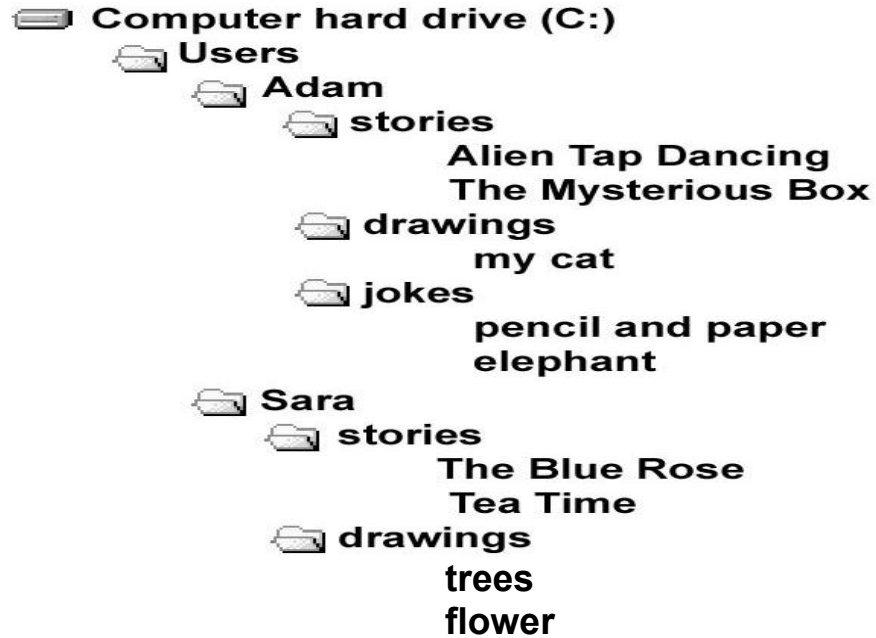 Computer hard drive (C:)
Users
Adam
stories
Alien Tap Dancing
The Mysterious Box
drawings
my cat
jokes
pencil and paper
elephant
Sara
stories
The Blue Rose
Tea Time
drawings
trees
flower